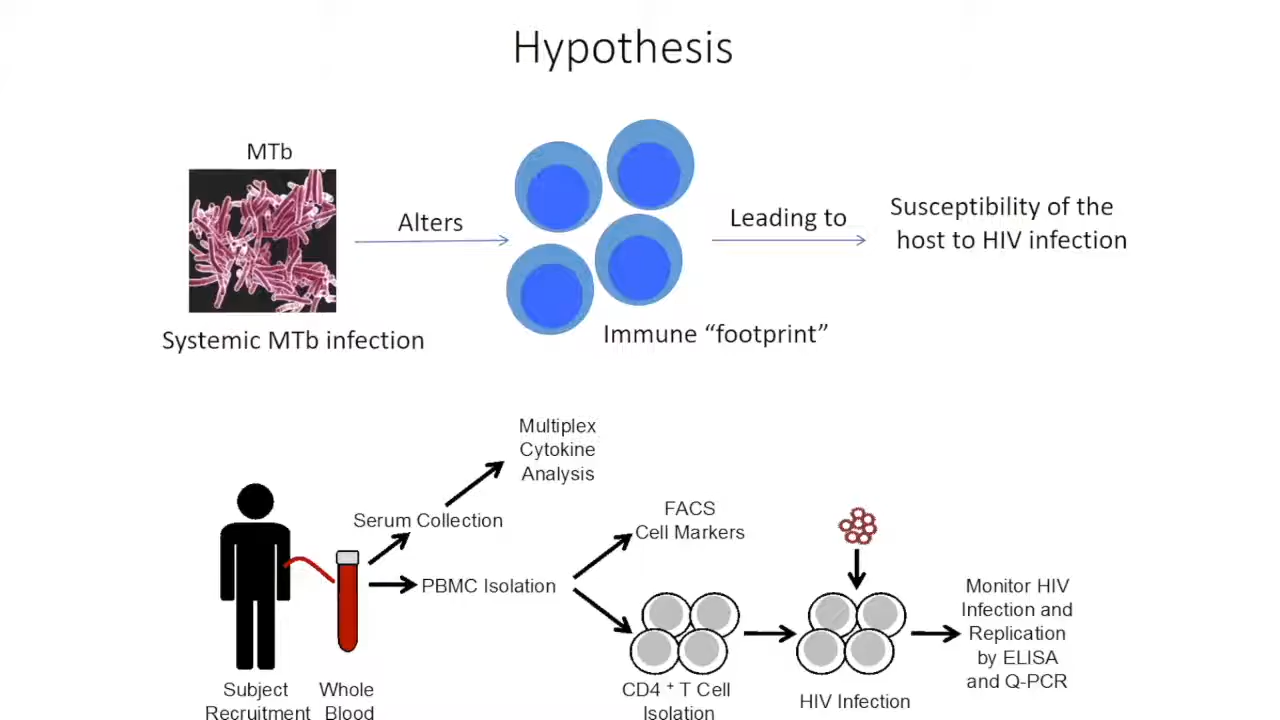 Hypothesis
MTb
Alters
Leading to
Susceptibility of the
host to HIV infection
Systemic MTb infection
Immune “footprint”
Multiplex
Cytokine
Analysis
Serum Collection
FACS
Cell Markers
PBMC Isolation
Monitor HIV
Infection and
Replication
by ELISA
and Q-PCR
Subject
Recruitment
Whole
Blood
CD4 + T Cell
Isolation
HIV Infection